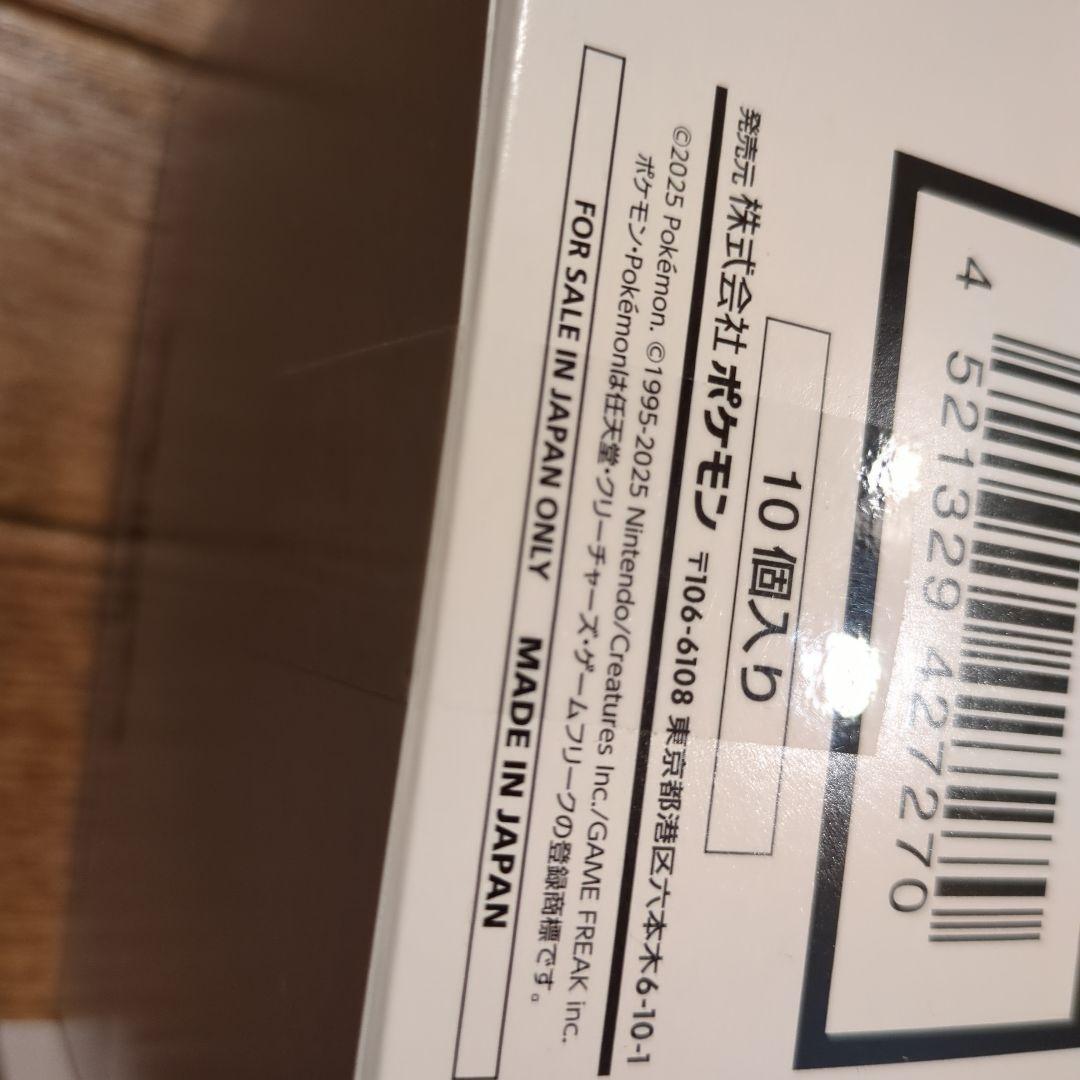 4 521329 427270
10個入り
発売元 株式会社ポケモン 〒106-6108 東京都港区六本木6-10-1
©2025 Pokémon. ©1995-2025 Nintendo/Creatures Inc./GAME FREAK inc.
ポケモン・Pokémonは任天堂・クリーチャーズ・ゲームフリークの登録商標です。
FOR SALE IN JAPAN ONLY MADE IN JAPAN